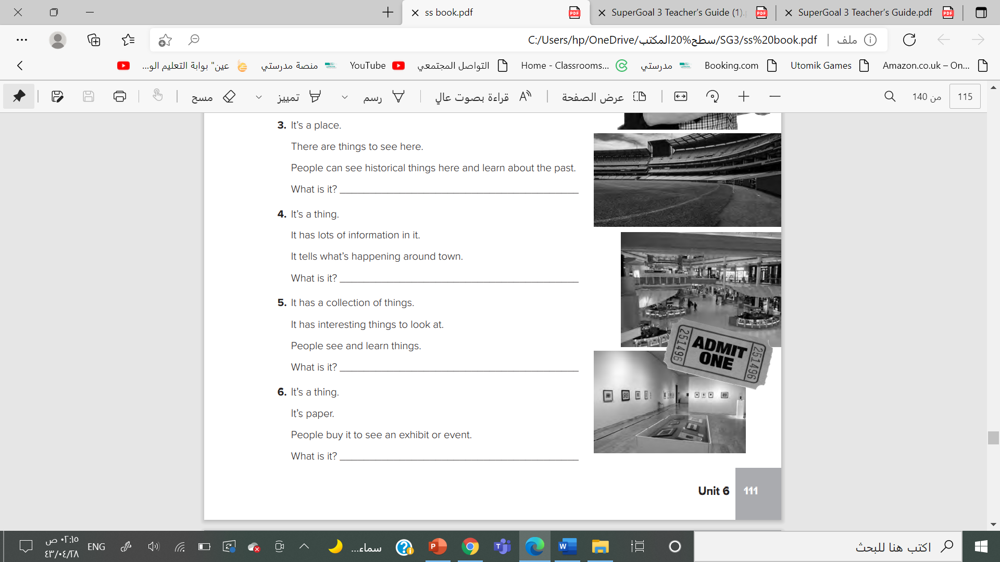 ss book.pdf
SuperGoal 3 Teacher's Guide (1).
SuperGoal 3 Teacher's Guide.pdf
C:/Users/hp/OneDrive/سطح%20المكتب/SG3/ss%20book.pdf
ملف
عين" بوابة التعليم الو...
منصة مدرستي
YouTube
التواصل المجتمعي
Home - Classrooms...
مدرستي
Booking.com
Utomik Games
Amazon.co.uk – On...
مسح
تمييز
رسم
قراءة بصوت عالٍ
عرض الصفحة
من 140
115
3. It's a place.
There are things to see here.
People can see historical things here and learn about the past.
What is it?
4. It's a thing.
It has lots of information in it.
It tells what's happening around town.
What is it?
5. It has a collection of things.
It has interesting things to look at.
People see and learn things.
What is it?
6. It's a thing.
It's paper.
People buy it to see an exhibit or event.
What is it?
251496
ADMIT
ONE
251496
Unit 6 111
٠٢:١٥ ص
٤٣/٠٤/٢٨
ENG
سماء...
اكتب هنا للبحث